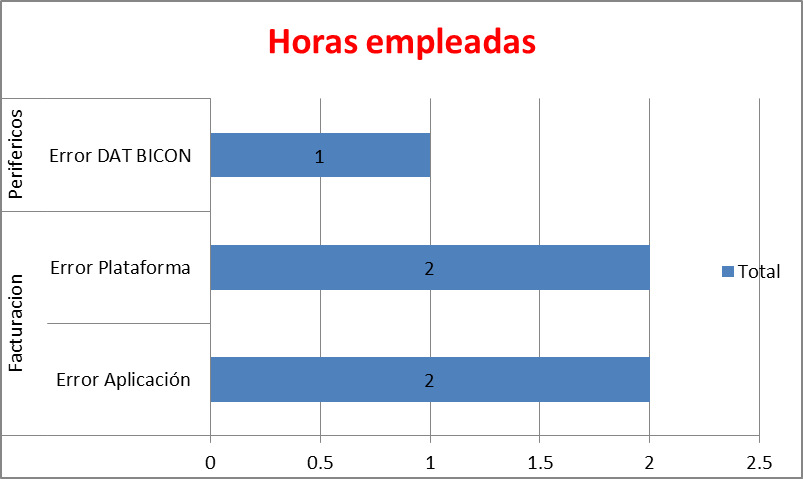 Horas empleadas
Perifericos
Error DAT BICON
1
Facturacion
Error Plataforma
2
Error Aplicación
2
Total
0 0.5 1 1.5 2 2.5